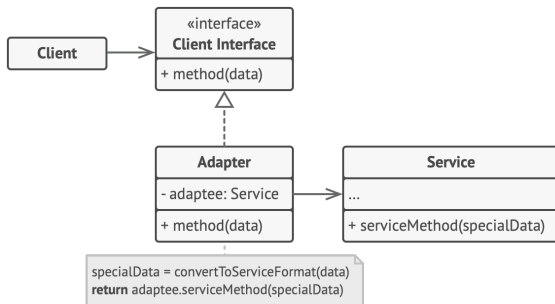 Client
«interface»
Client Interface
+ method(data)
Adapter
- adaptee: Service
+ method(data)
Service
...
+ serviceMethod(specialData)
specialData = convertToServiceFormat(data)
return adaptee.serviceMethod(specialData)